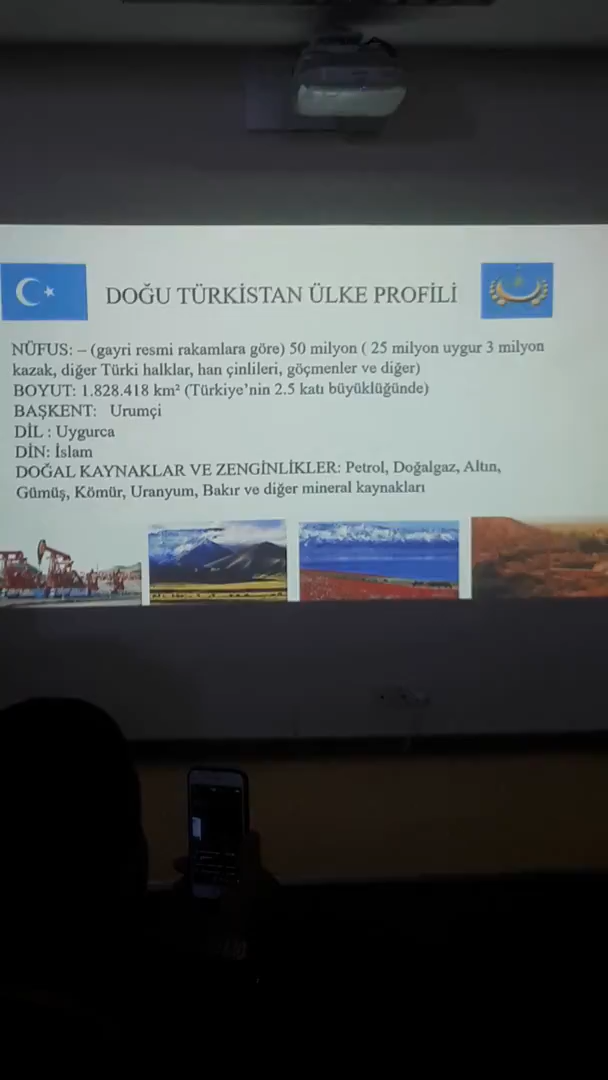 DOĞU TÜRKİSTAN ÜLKE PROFİLİ
NÜFUS: – (gayri resmi rakamlara göre) 50 milyon ( 25 milyon uygur 3 milyon
kazak, diğer Türki halklar, han çinlileri, göçmenler ve diğer)
BOYUT: 1.828.418 km² (Türkiye'nin 2.5 katı büyüklüğünde)
BAŞKENT: Urumçi
DİL : Uygurca
DİN: İslam
DOĞAL KAYNAKLAR VE ZENGİNLİKLER: Petrol, Doğalgaz, Altın,
Gümüş, Kömür, Uranyum, Bakır ve diğer mineral kaynakları